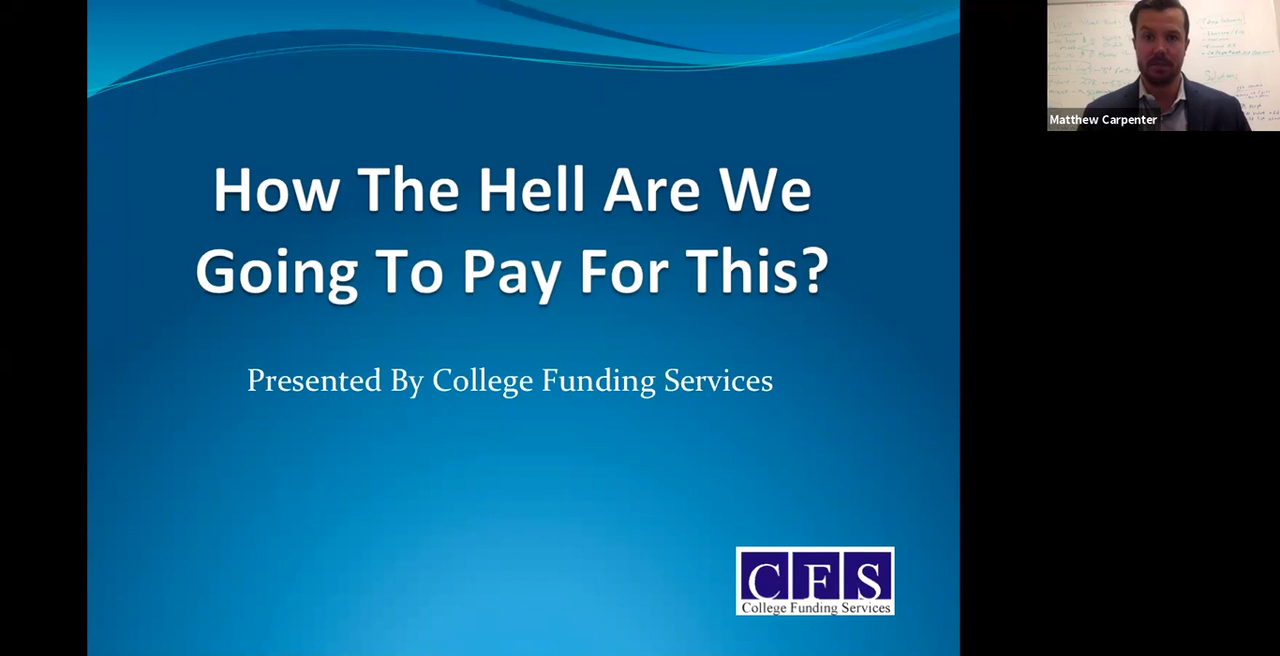 How The Hell Are We
Going To Pay For This?
Presented By College Funding Services
CFS
College Funding Services
Matthew Carpenter